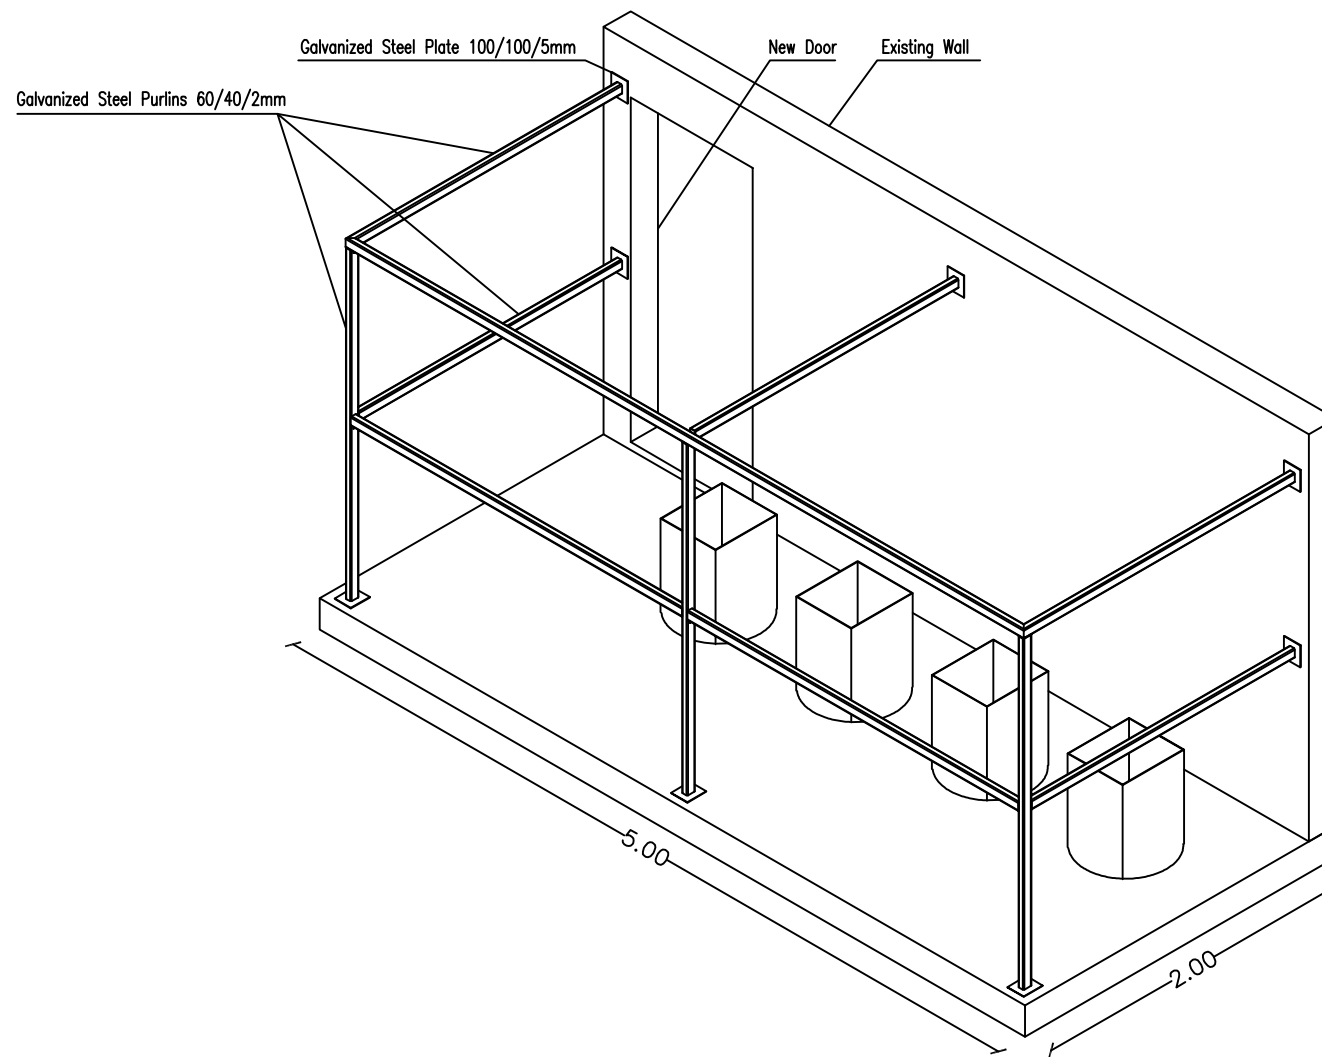 Galvanized Steel Plate 100/100/5mm
New Door
Existing Wall
Galvanized Steel Purlins 60/40/2mm
5.00
2.00